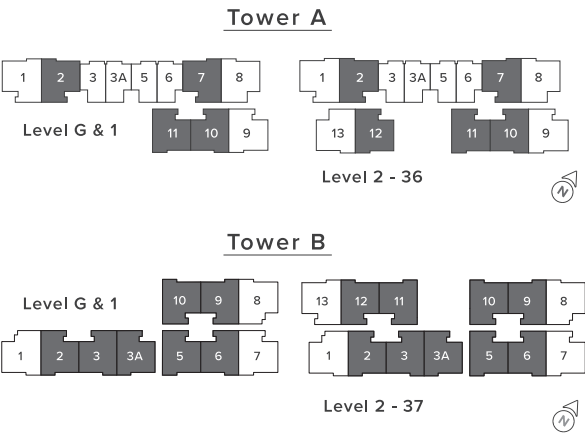 Tower A
1 2 3 3A 5 6 7 8
Level G & 1
11 10 9
1 2 3 3A 5 6 7 8
13 12
11 10 9
Level 2 - 36
N
Tower B
Level G & 1
10 9 8
1 2 3 3A
5 6 7
13 12 11
10 9 8
1 2 3 3A
5 6 7
Level 2 - 37
N